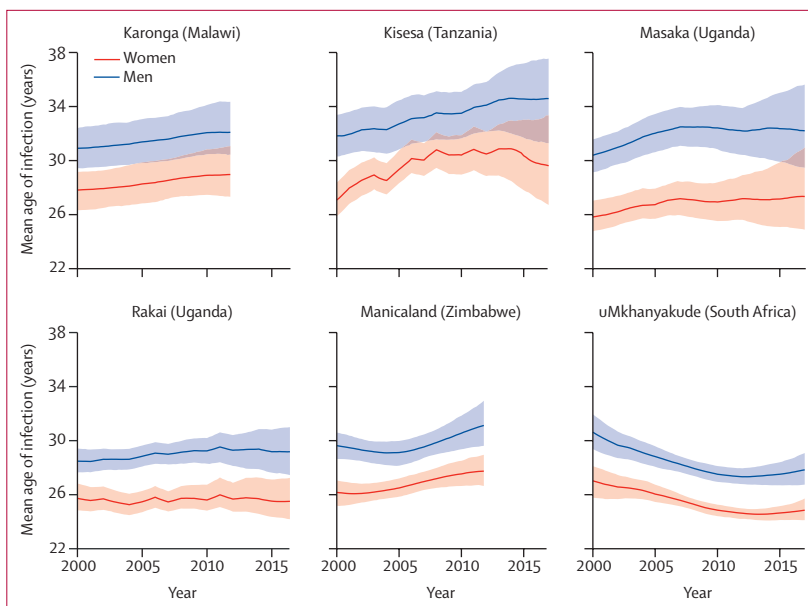 Karonga (Malawi)
Kisesa (Tanzania)
Masaka (Uganda)
Mean age of infection (years)
38
34
30
26
22
Women
Men
Rakai (Uganda)
Manicaland (Zimbabwe)
uMkhanyakude (South Africa)
Mean age of infection (years)
38
34
30
26
22
2000 2005 2010 2015
2000 2005 2010 2015
2000 2005 2010 2015
Year
Year
Year